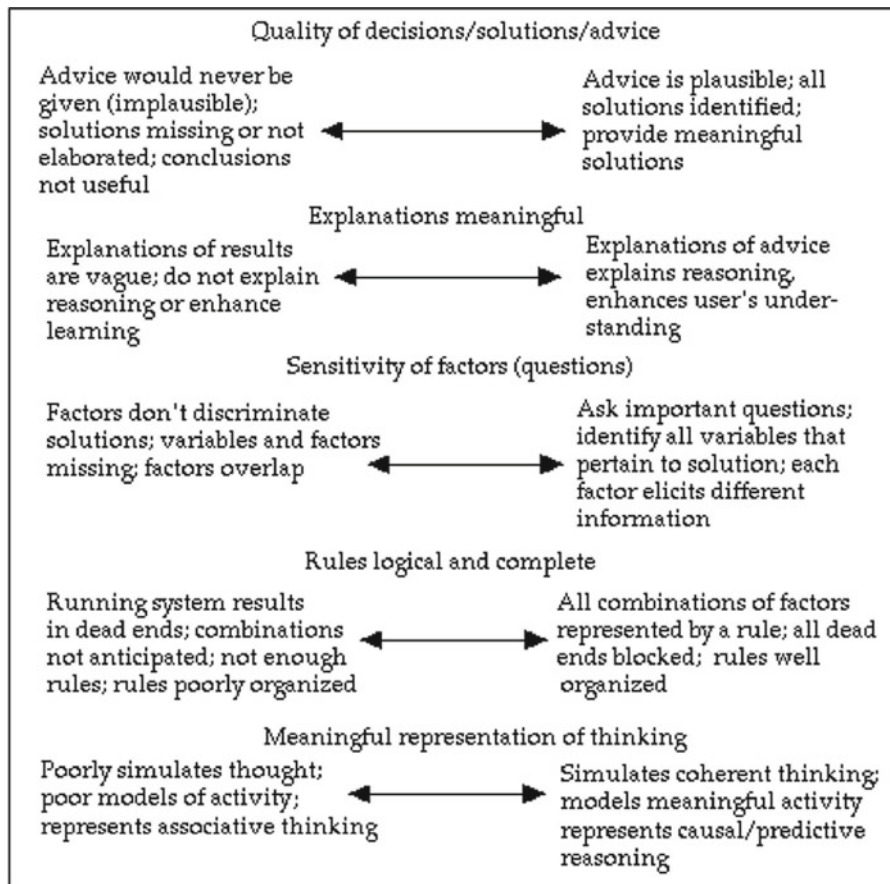 Quality of decisions/solutions/advice
Advice would never be
given (implausible);
solutions missing or not
elaborated; conclusions
not useful
Advice is plausible; all
solutions identified;
provide meaningful
solutions
Explanations meaningful
Explanations of results
are vague; do not explain
reasoning or enhance
learning
Explanations of advice
explains reasoning,
enhances user's under-
standing
Sensitivity of factors (questions)
Factors don't discriminate
solutions; variables and factors
missing; factors overlap
Ask important questions;
identify all variables that
pertain to solution; each
factor elicits different
information
Rules logical and complete
Running system results
in dead ends; combinations
not anticipated; not enough
rules; rules poorly organized
All combinations of factors
represented by a rule; all dead
ends blocked; rules well
organized
Meaningful representation of thinking
Poorly simulates thought;
poor models of activity;
represents associative thinking
Simulates coherent thinking;
models meaningful activity
represents causal/predictive
reasoning